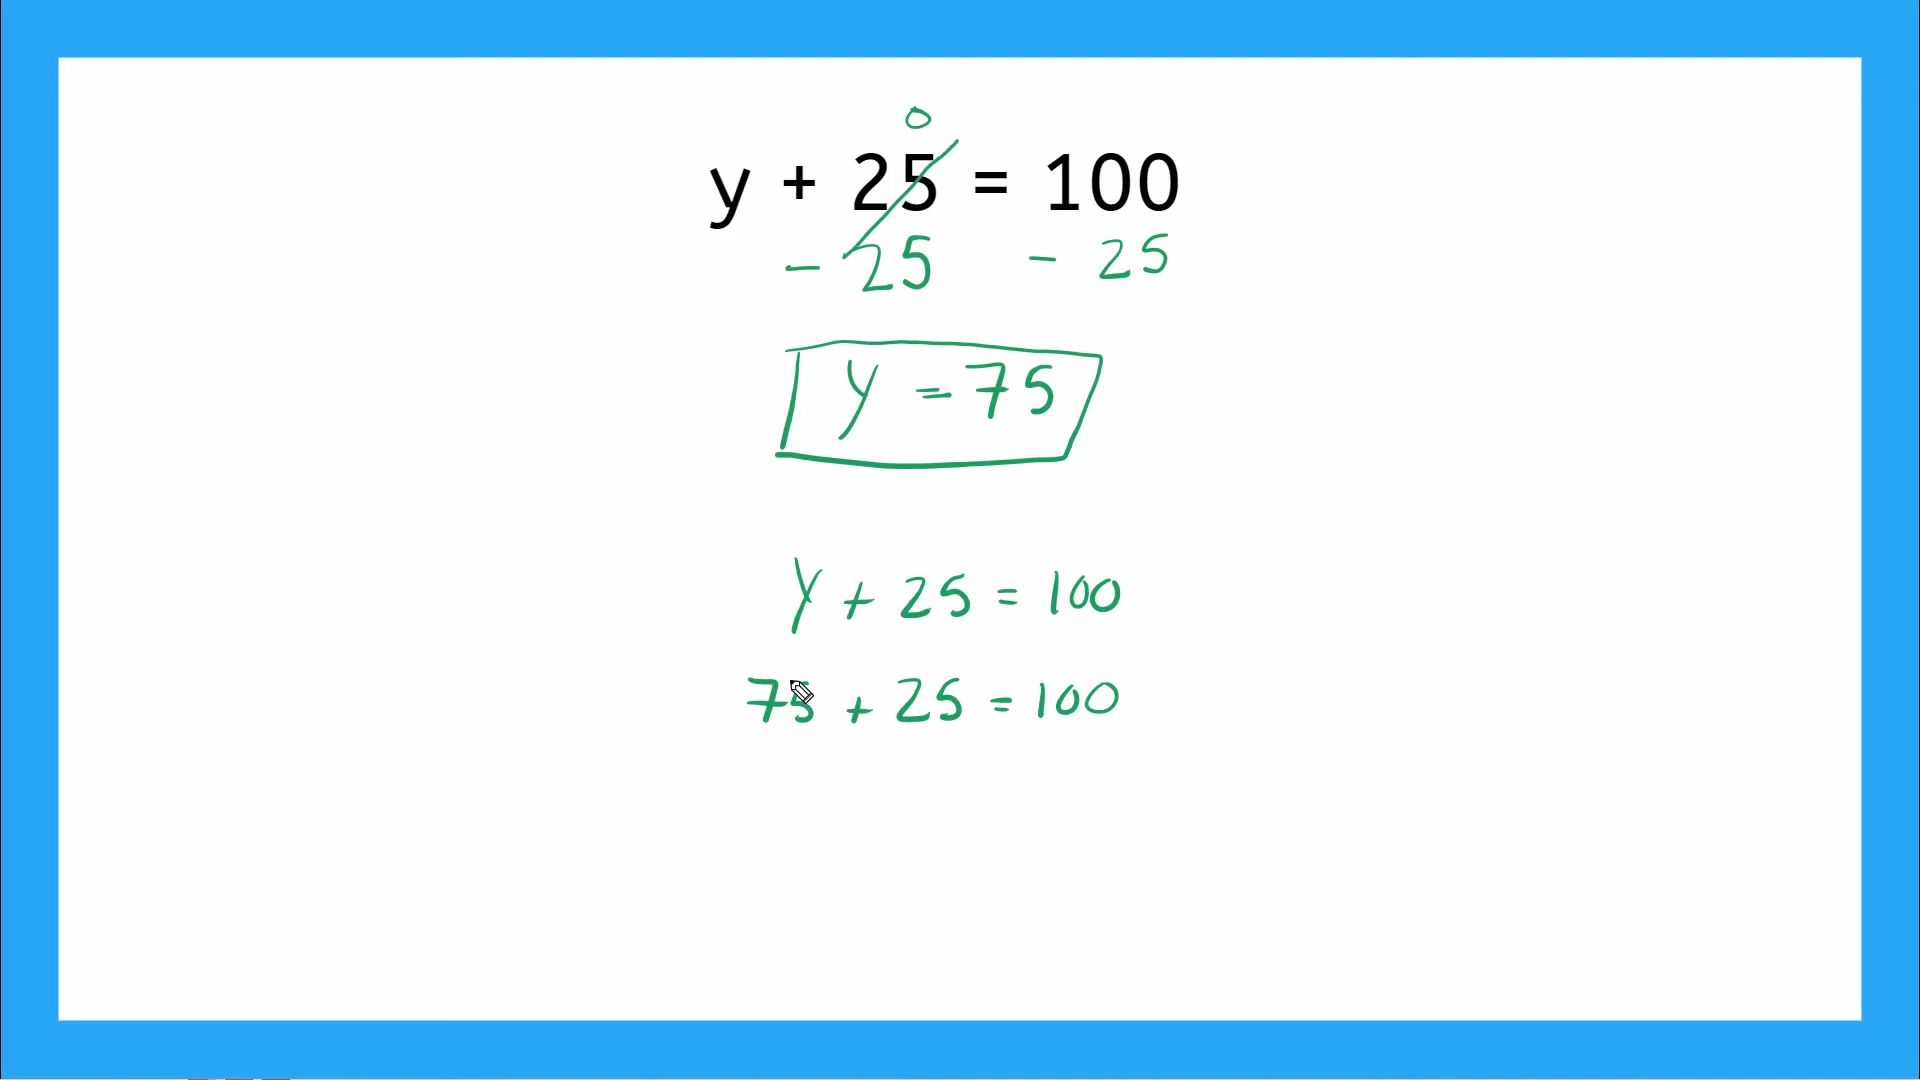 0
y + 25 = 100
- 25 - 25
y = 75
y + 25 = 100
75 + 25 = 100